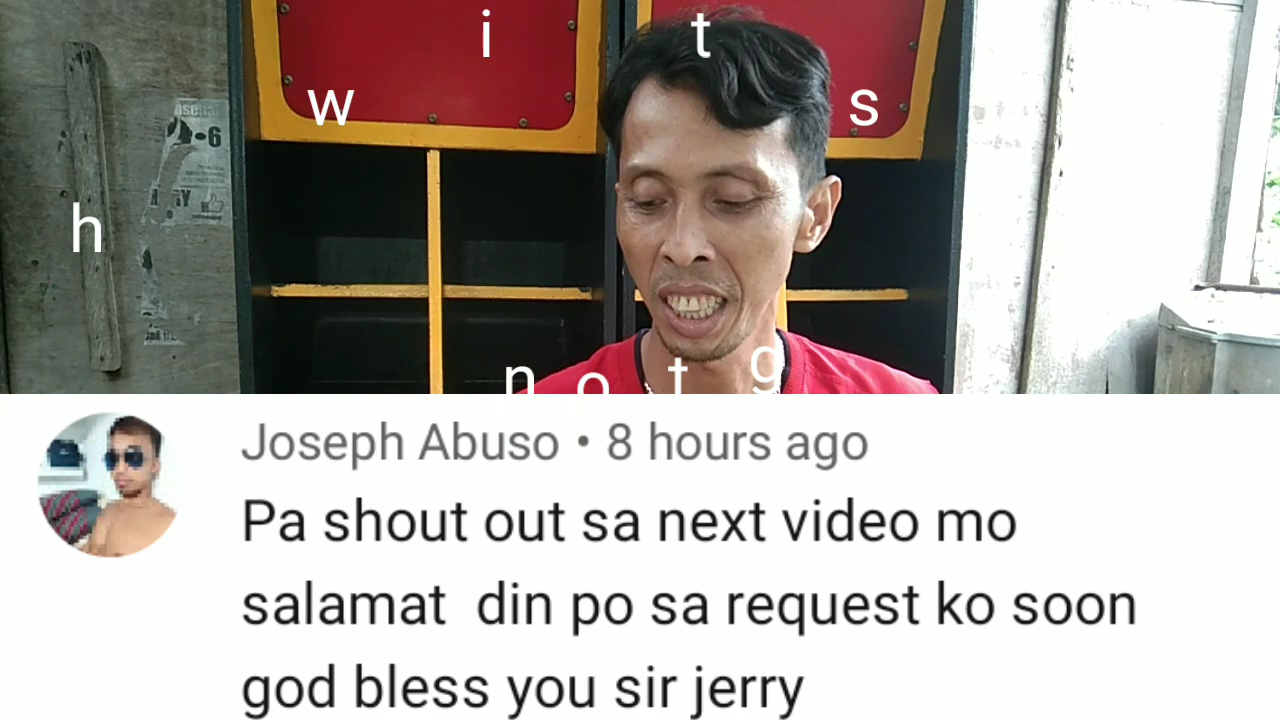 i t
w s
h
-6
n o t g
Joseph Abuso • 8 hours ago
Pa shout out sa next video mo
salamat din po sa request ko soon
god bless you sir jerry